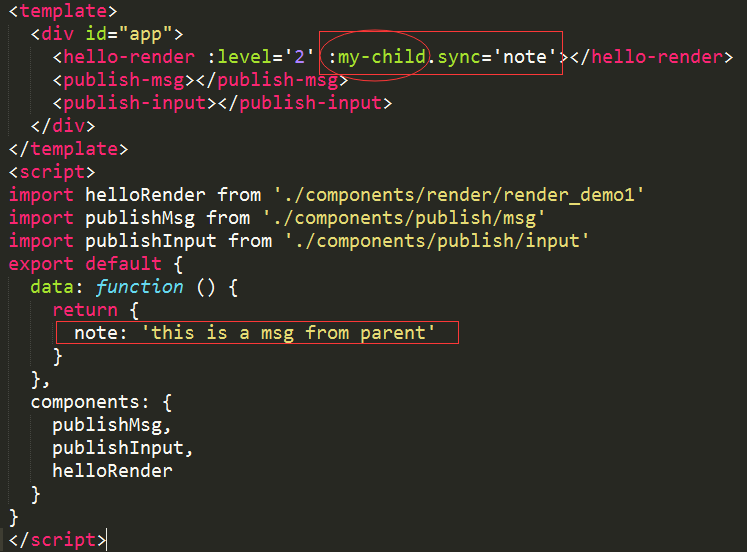 <template>
  <div id="app">
    <hello-render :level='2' :my-child.sync='note'></hello-render>
    <publish-msg></publish-msg>
    <publish-input></publish-input>
  </div>
</template>
<script>
import helloRender from './components/render/render_demo1'
import publishMsg from './components/publish/msg'
import publishInput from './components/publish/input'
export default {
  data: function () {
    return {
      note: 'this is a msg from parent'
    }
  },
  components: {
    publishMsg,
    publishInput,
    helloRender
  }
}
</script>